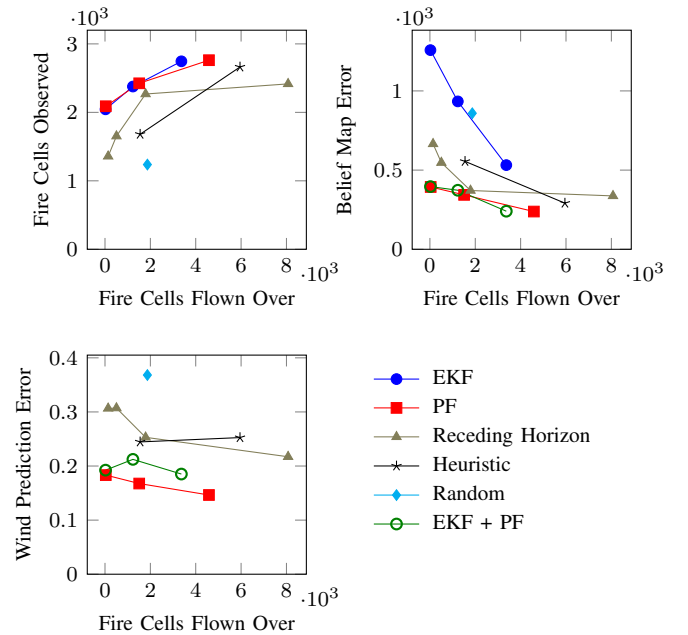 ·10³
3
2
1
0
Fire Cells Observed
0 2 4 6 8
·10³
Fire Cells Flown Over
·10³
1
0.5
0
Belief Map Error
0 2 4 6 8
·10³
Fire Cells Flown Over
0.4
0.3
0.2
0.1
0
Wind Prediction Error
0 2 4 6 8
·10³
Fire Cells Flown Over
EKF
PF
Receding Horizon
Heuristic
Random
EKF + PF